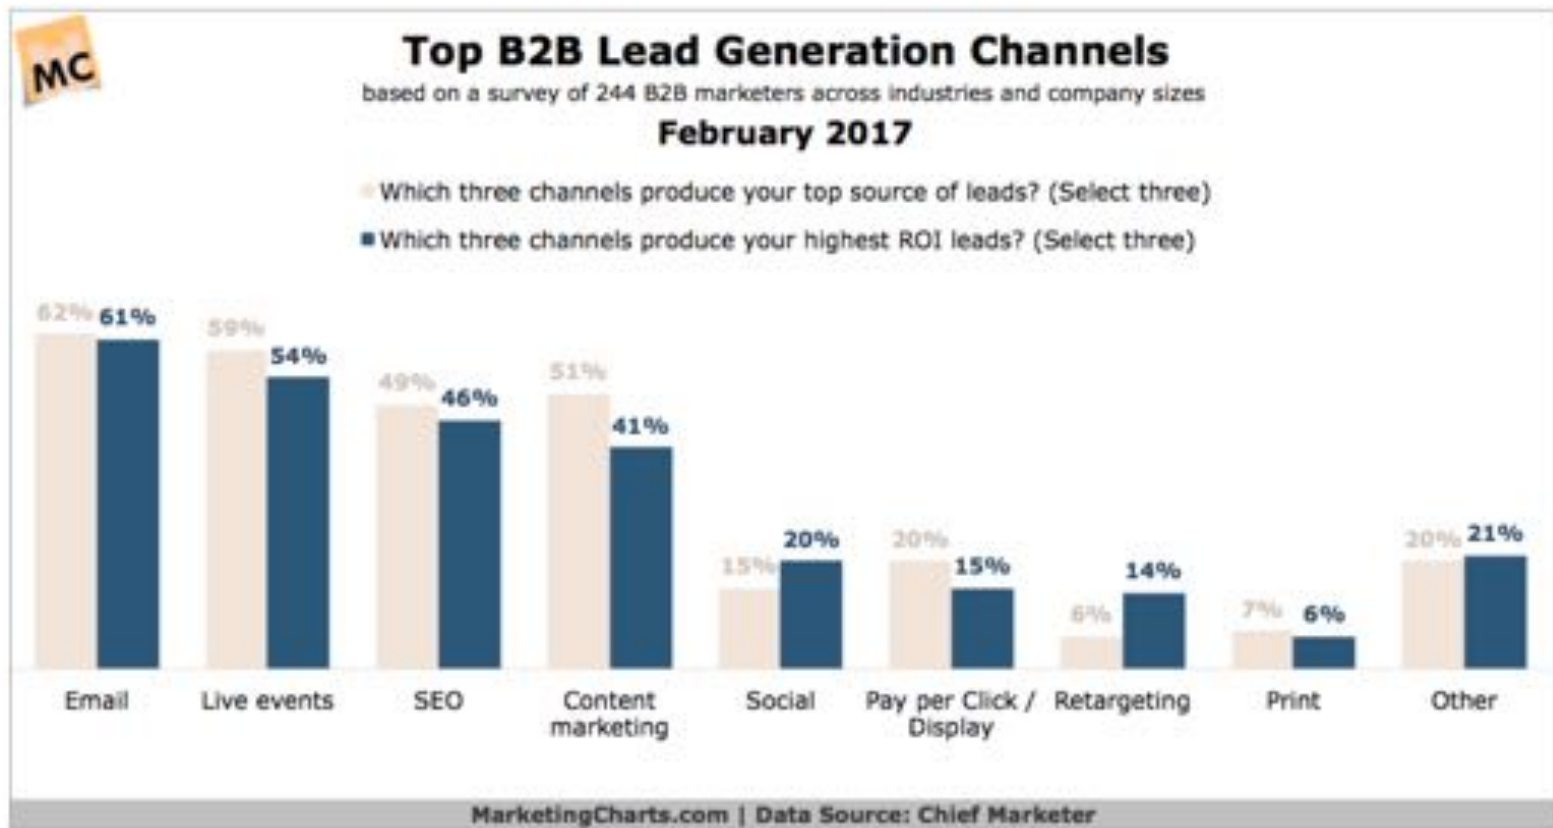 MC
Top B2B Lead Generation Channels
based on a survey of 244 B2B marketers across industries and company sizes
February 2017
Which three channels produce your top source of leads? (Select three)
Which three channels produce your highest ROI leads? (Select three)
62% 61%
59% 54%
49% 46%
51% 41%
15% 20%
20% 15%
6% 14%
7% 6%
20% 21%
Email
Live events
SEO
Content
marketing
Social
Pay per Click /
Display
Retargeting
Print
Other
MarketingCharts.com | Data Source: Chief Marketer